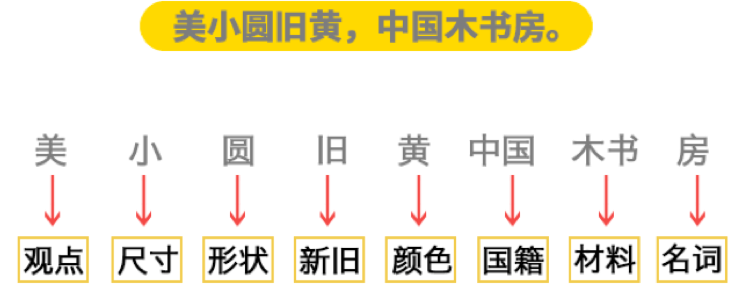 美小圆旧黄，中国木书房。
美 小 圆 旧 黄 中国 木书 房
观点 尺寸 形状 新旧 颜色 国籍 材料 名词